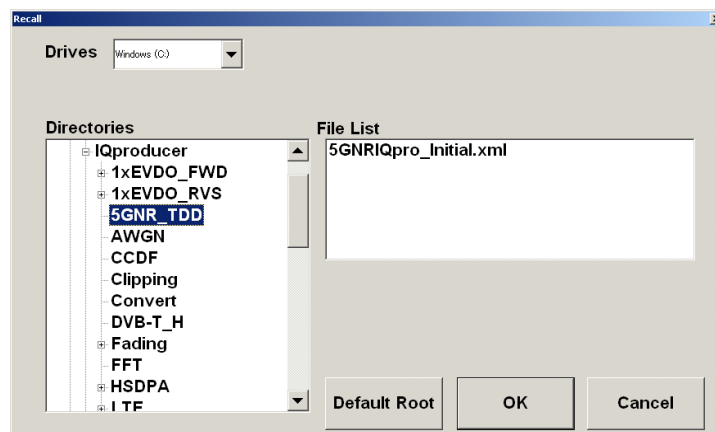 Recall
Drives
Windows (C:)
Directories
File List
IQproducer
1xEVDO_FWD
1xEVDO_RVS
5GNR_TDD
AWGN
CCDF
Clipping
Convert
DVB-T_H
Fading
FFT
HSDPA
LTE
5GNRIQpro_Initial.xml
Default Root
OK
Cancel